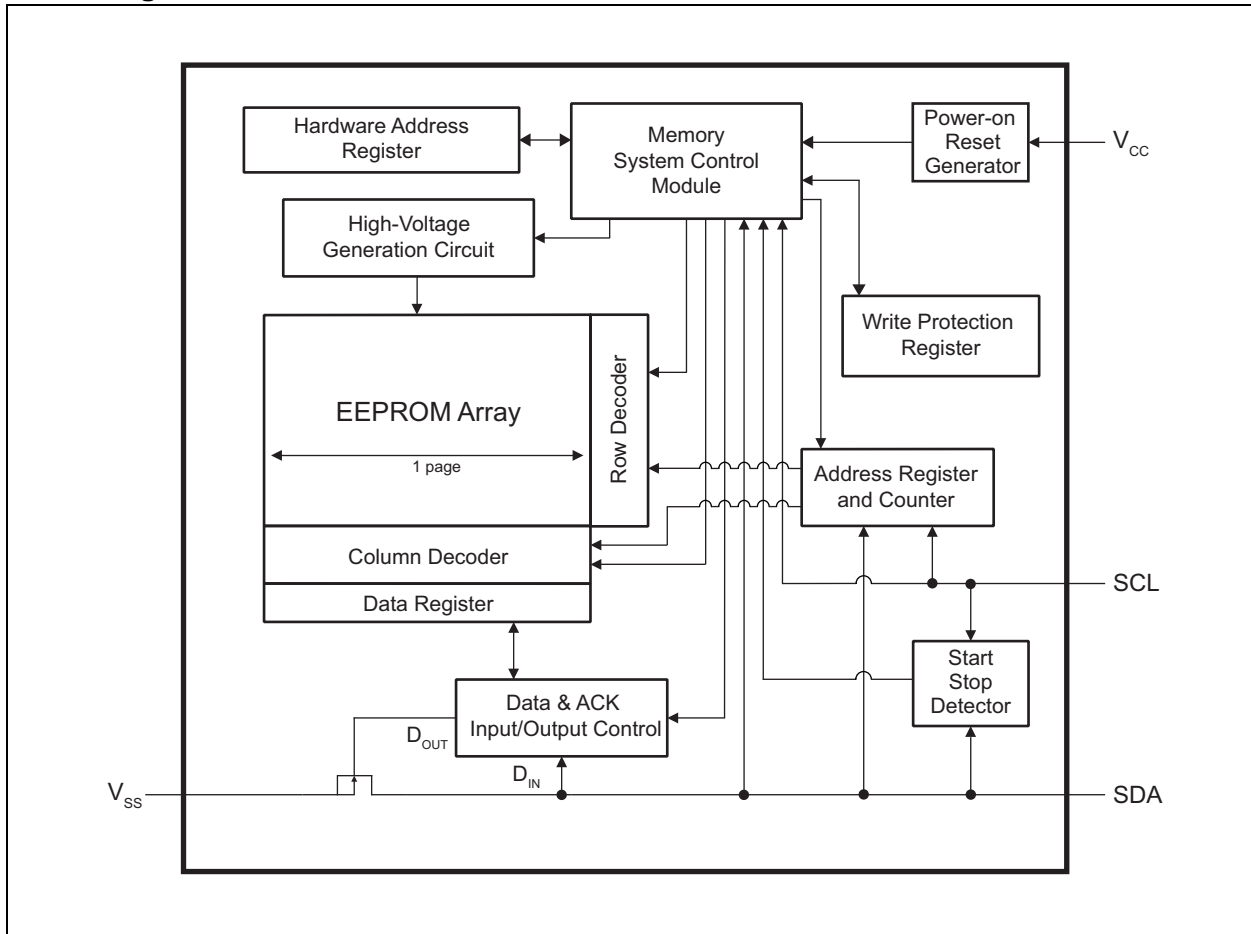 Hardware Address
Register
Memory
System Control
Module
Power-on
Reset
Generator
VCC
High-Voltage
Generation Circuit
Write Protection
Register
EEPROM Array
1 page
Row Decoder
Address Register
and Counter
Column Decoder
Data Register
SCL
Start
Stop
Detector
Data & ACK
Input/Output Control
DOUT
DIN
VSS
SDA